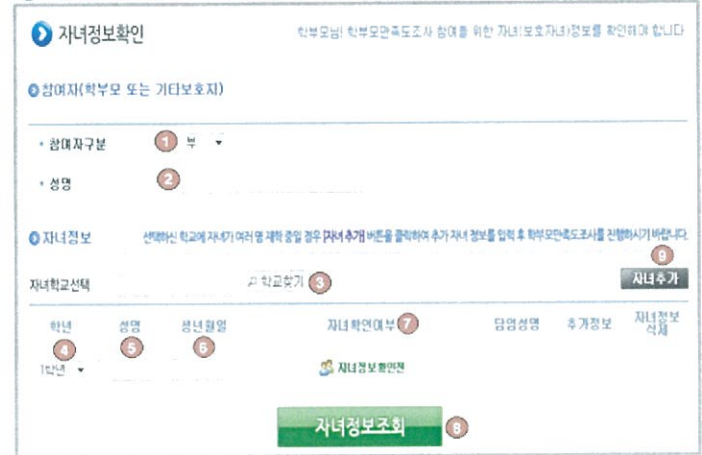 자녀정보확인
학부모님! 학부모만족도조사 참여를 위한 자녀(보호자녀)정보를 확인해야 합니다
참여자(학부모 또는 기타보호자)
참여자구분 1 부
성명 2
자녀정보 선택하신 학교에 자녀가 여러 명 재학 중일 경우 [자녀 추가] 버튼을 클릭하여 추가 자녀 정보를 입력 후 학부모만족도조사를 진행하시기 바랍니다.
9
자녀학교선택 학교찾기 3 자녀추가
학년 성명 생년월일 자녀확인여부 7 담임성명 추가정보 자녀정보
삭제
4 5 6
1학년 자녀정보확인전
자녀정보조회 8